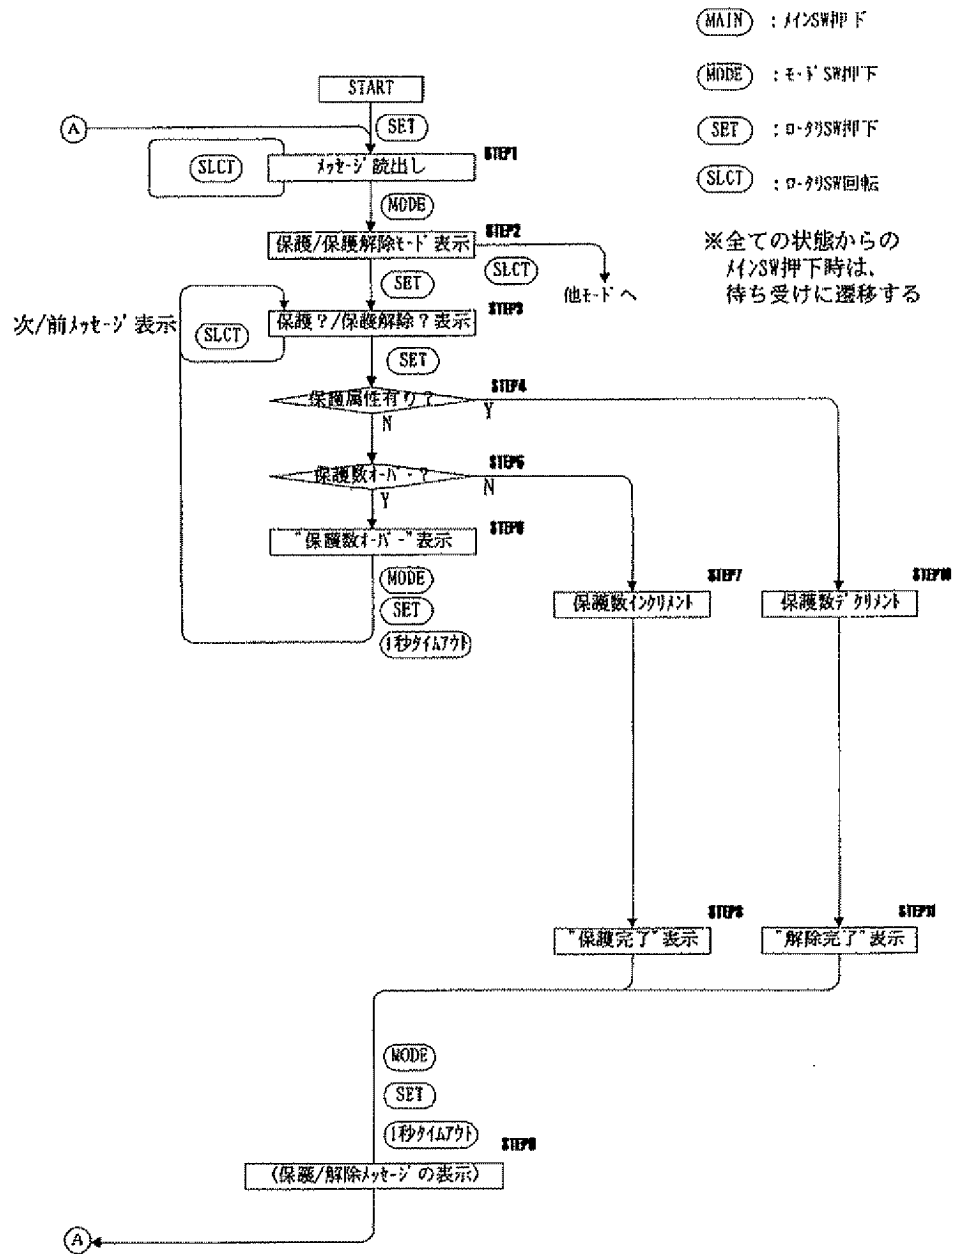 MAIN : メインSW押下
MODE : モードSW押下
SET : ロータリSW押下
SLCT : ロータリSW回転
※全ての状態からの
メインSW押下時は、
待ち受けに遷移する
START
A
SET
STEP1
SLCT
メッセージ読出し
MODE
STEP2
保護/保護解除モード表示
SLCT
他モードへ
SET
STEP3
保護?/保護解除?表示
次/前メッセージ表示
SLCT
SET
STEP4
保護属性有り?
Y
N
STEP5
保護数オーバー?
N
Y
STEP6
"保護数オーバー"表示
MODE
SET
1秒タイムアウト
STEP7
保護数インクリメント
STEP10
保護数デクリメント
STEP8
"保護完了"表示
STEP11
"解除完了"表示
MODE
SET
1秒タイムアウト
STEP9
(保護/解除メッセージの表示)
A